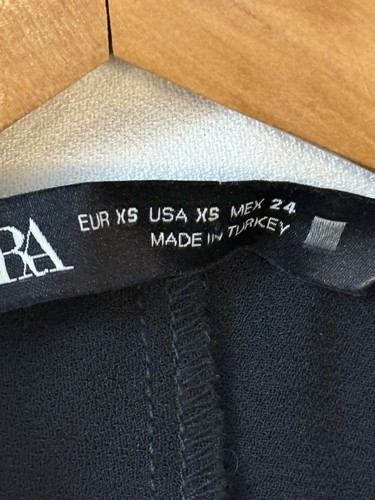 RA
EUR XS USA XS MEX 24
MADE IN TURKEY